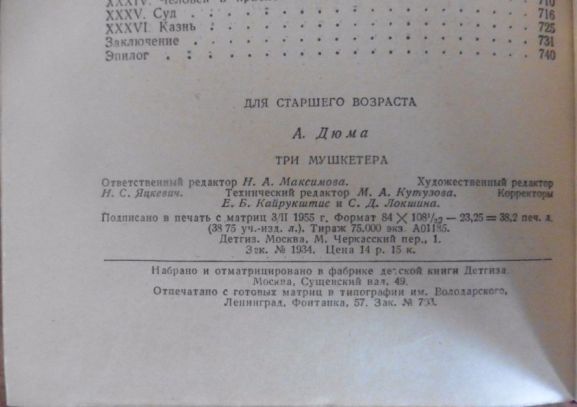 XXXIV. Человек в 710
XXXV. Суд . . . . . . . . . . . . . . 716
XXXVI. Казнь . . . . . . . . . . . . . 725
Заключение . . . . . . . . . . . . . . 731
Эпилог . . . . . . . . . . . . . . . 740
ДЛЯ СТАРШЕГО ВОЗРАСТА
А. Дюма
ТРИ МУШКЕТЕРА
Ответственный редактор Н. А. Максимова. Художественный редактор
Н. С. Яцкевич. Технический редактор М. А. Кутузова. Корректоры
Е. Б. Кайрукштис и С. Д. Локшина.
Подписано в печать с матриц 3/II 1955 г. Формат 84 × 108¹/₃₂ — 23,25 = 38,2 печ. л.
(38 75 уч.-изд. л.). Тираж 75.000 экз. А01185.
Детгиз. Москва, М. Черкасский пер., 1.
Зак. № 1934. Цена 14 р. 15 к.
Набрано и отматрицировано в фабрике детской книги Детгиза
Москва, Сущевский вал, 49.
Отпечатано с готовых матриц в типографии им. Володарского,
Ленинград, Фонтанка, 57. Зак. №